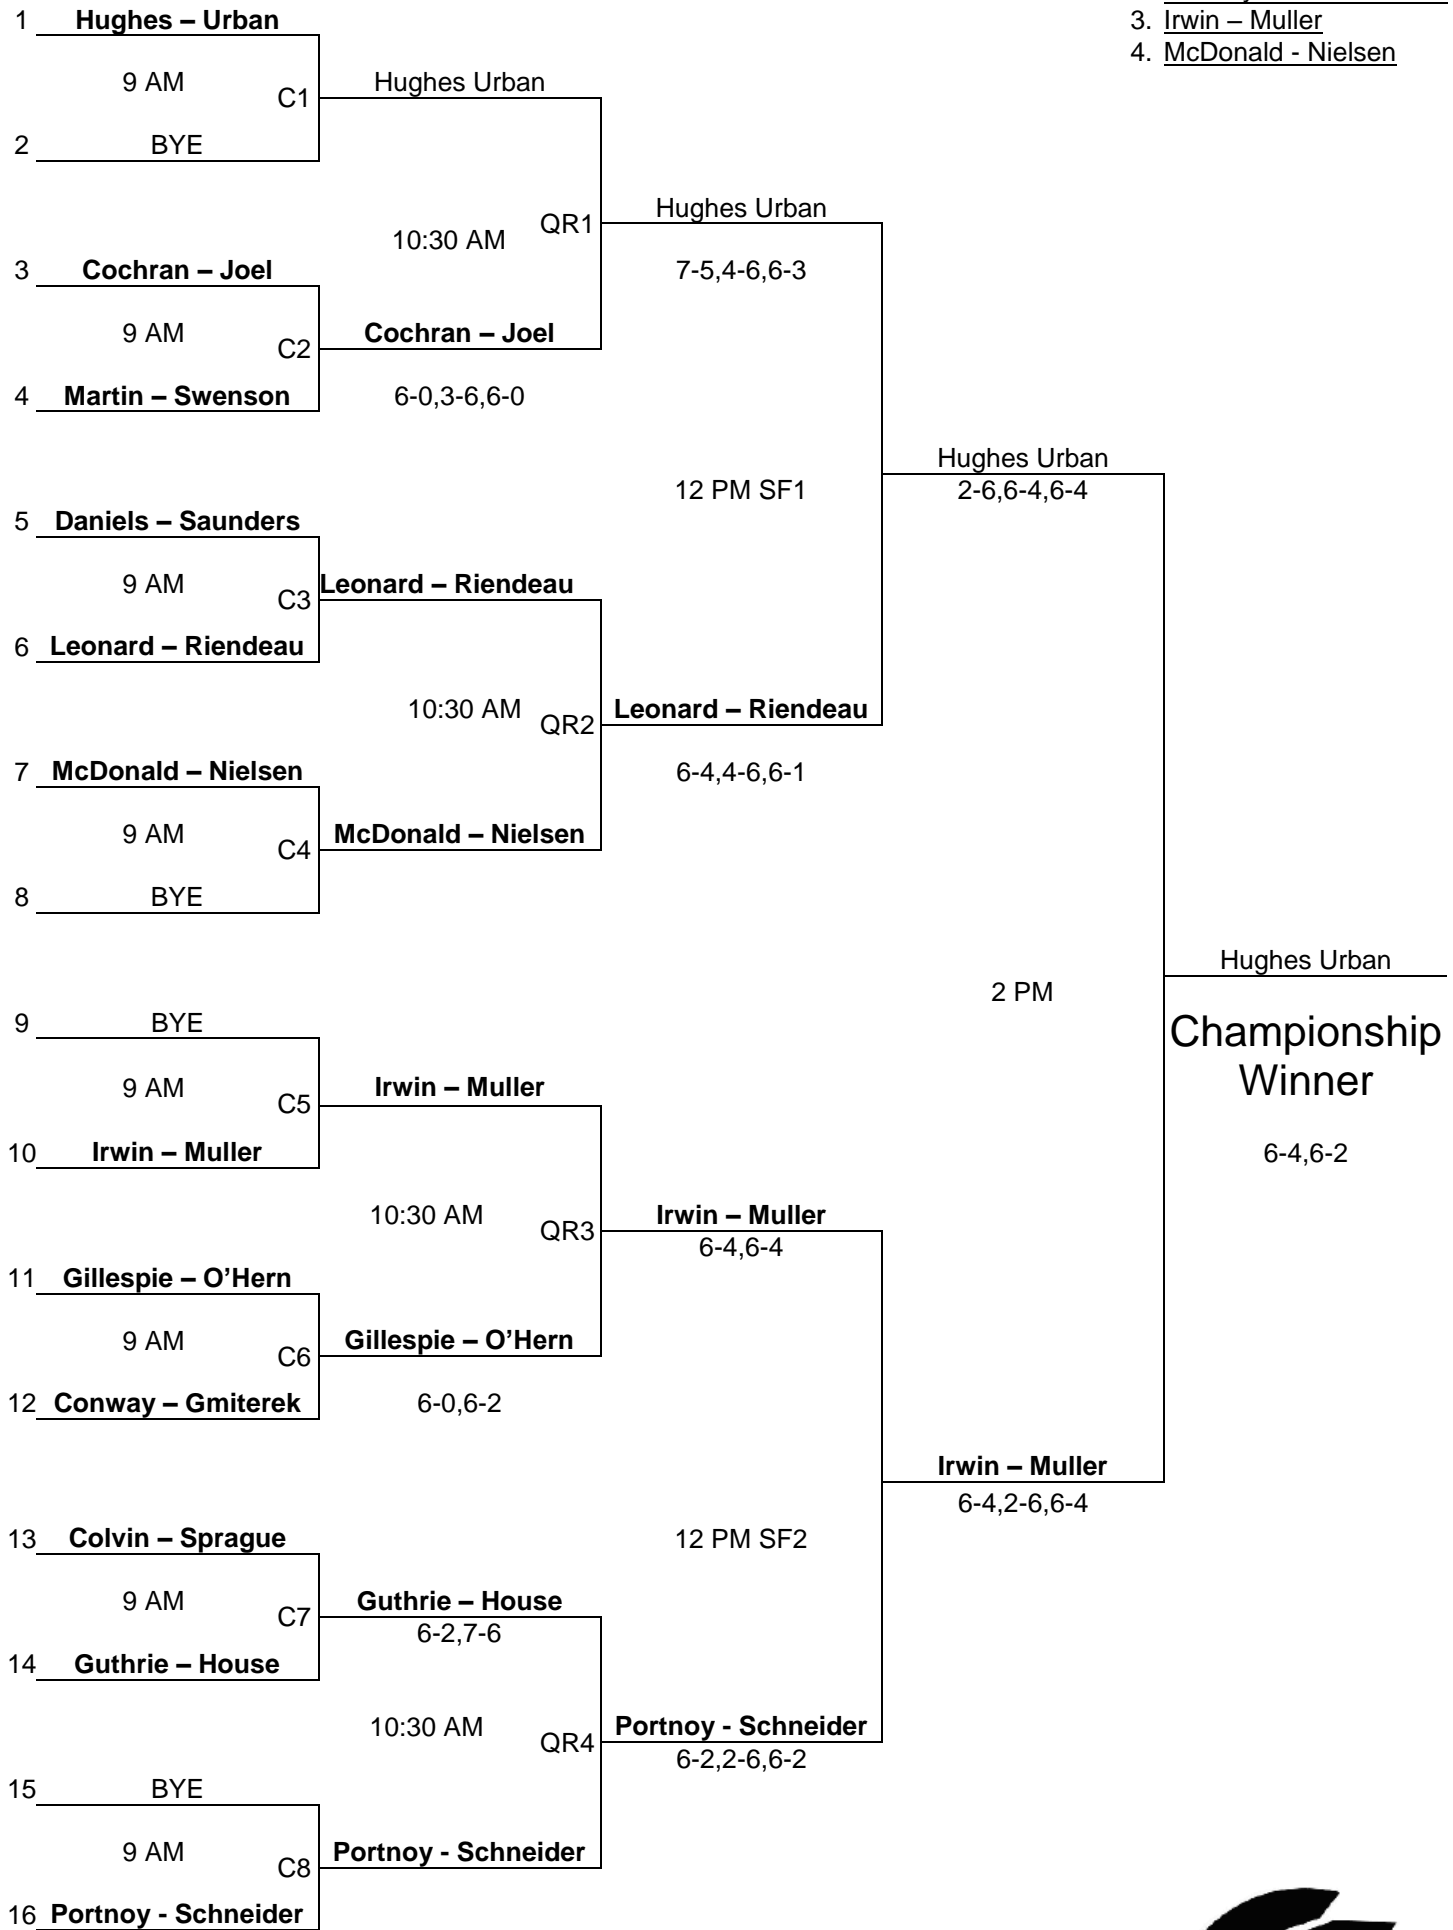 1 Hughes – Urban
3. Irwin – Muller
4. McDonald - Nielsen
9 AM
C1
Hughes Urban
2 BYE
10:30 AM
QR1
Hughes Urban
7-5,4-6,6-3
3 Cochran – Joel
9 AM
C2
Cochran – Joel
4 Martin – Swenson
6-0,3-6,6-0
12 PM SF1
Hughes Urban
2-6,6-4,6-4
5 Daniels – Saunders
9 AM
C3
Leonard – Riendeau
6 Leonard – Riendeau
10:30 AM
QR2
Leonard – Riendeau
6-4,4-6,6-1
7 McDonald – Nielsen
9 AM
C4
McDonald – Nielsen
8 BYE
2 PM
Hughes Urban
Championship
Winner
6-4,6-2
9 BYE
9 AM
C5
Irwin – Muller
10 Irwin – Muller
10:30 AM
QR3
Irwin – Muller
6-4,6-4
11 Gillespie – O’Hern
9 AM
C6
Gillespie – O’Hern
12 Conway – Gmiterek
6-0,6-2
Irwin – Muller
6-4,2-6,6-4
12 PM SF2
13 Colvin – Sprague
9 AM
C7
Guthrie – House
6-2,7-6
14 Guthrie – House
10:30 AM
QR4
Portnoy - Schneider
6-2,2-6,6-2
15 BYE
9 AM
C8
Portnoy - Schneider
16 Portnoy - Schneider